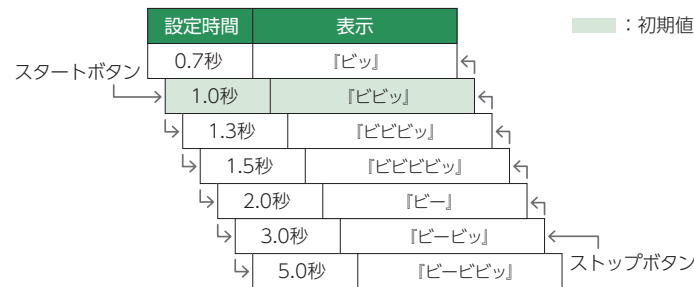 設定時間 表示
：初期値
0.7秒 『ビッ』
スタートボタン
1.0秒 『ビビッ』
1.3秒 『ビビビッ』
1.5秒 『ビビビビッ』
2.0秒 『ビー』
3.0秒 『ビービッ』
ストップボタン
5.0秒 『ビービビッ』